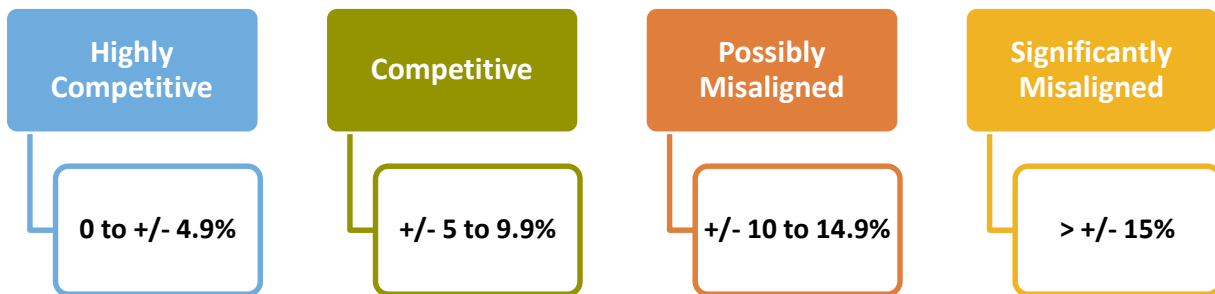 Highly
Competitive
0 to +/- 4.9%
Competitive
+/- 5 to 9.9%
Possibly
Misaligned
+/- 10 to 14.9%
Significantly
Misaligned
> +/- 15%